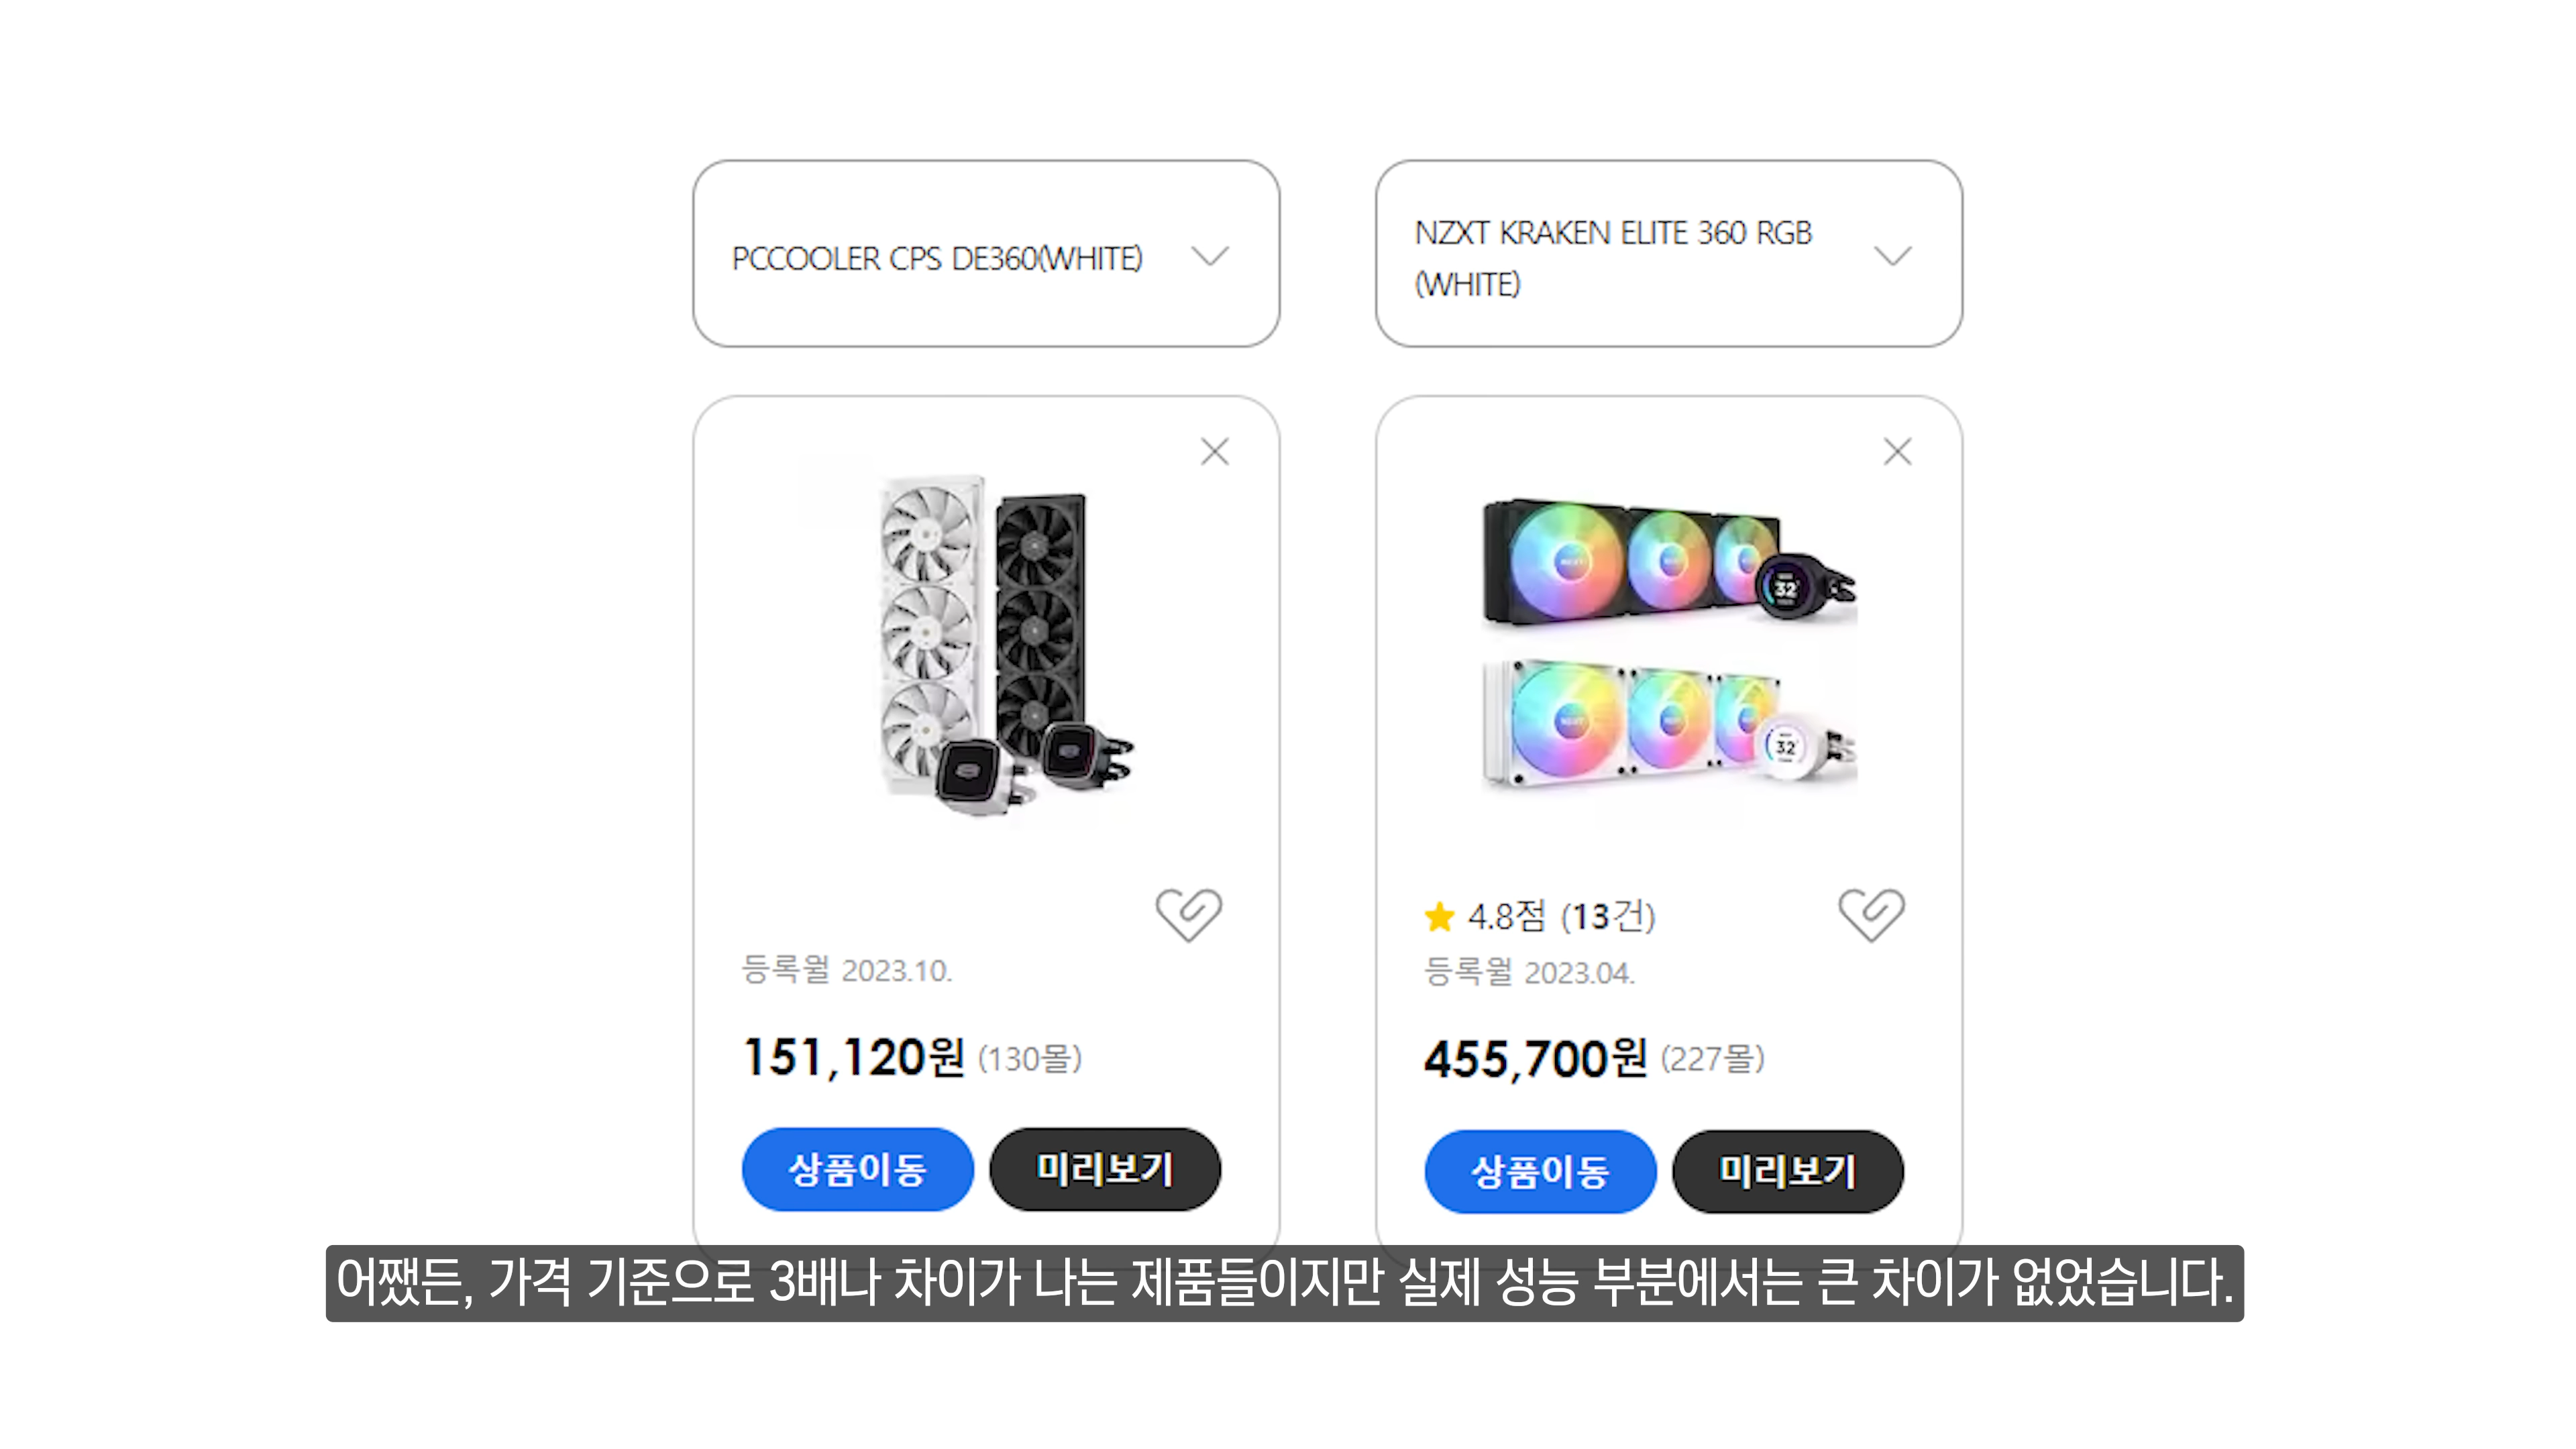 PCCOOLER CPS DE360(WHITE)
NZXT KRAKEN ELITE 360 RGB
(WHITE)
NZXT
32°
32°
4.8점 (13건)
등록월 2023.10.
등록월 2023.04.
151,120원 (130몰)
455,700원 (227몰)
상품이동 미리보기
상품이동 미리보기
어쨌든, 가격 기준으로 3배나 차이가 나는 제품들이지만 실제 성능 부분에서는 큰 차이가 없었습니다.